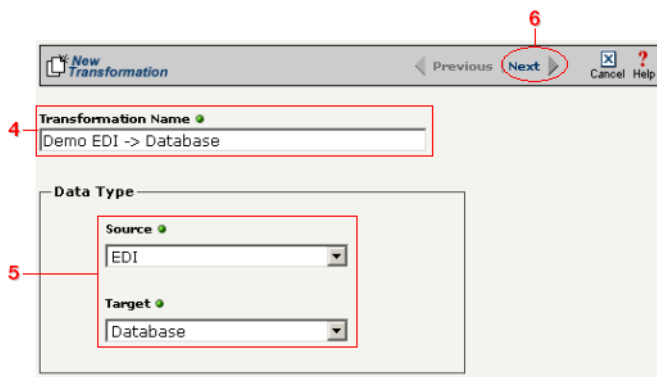 6
New
Transformation
Previous Next Cancel Help
4
Transformation Name
Demo EDI -> Database
Data Type
Source
EDI
5
Target
Database